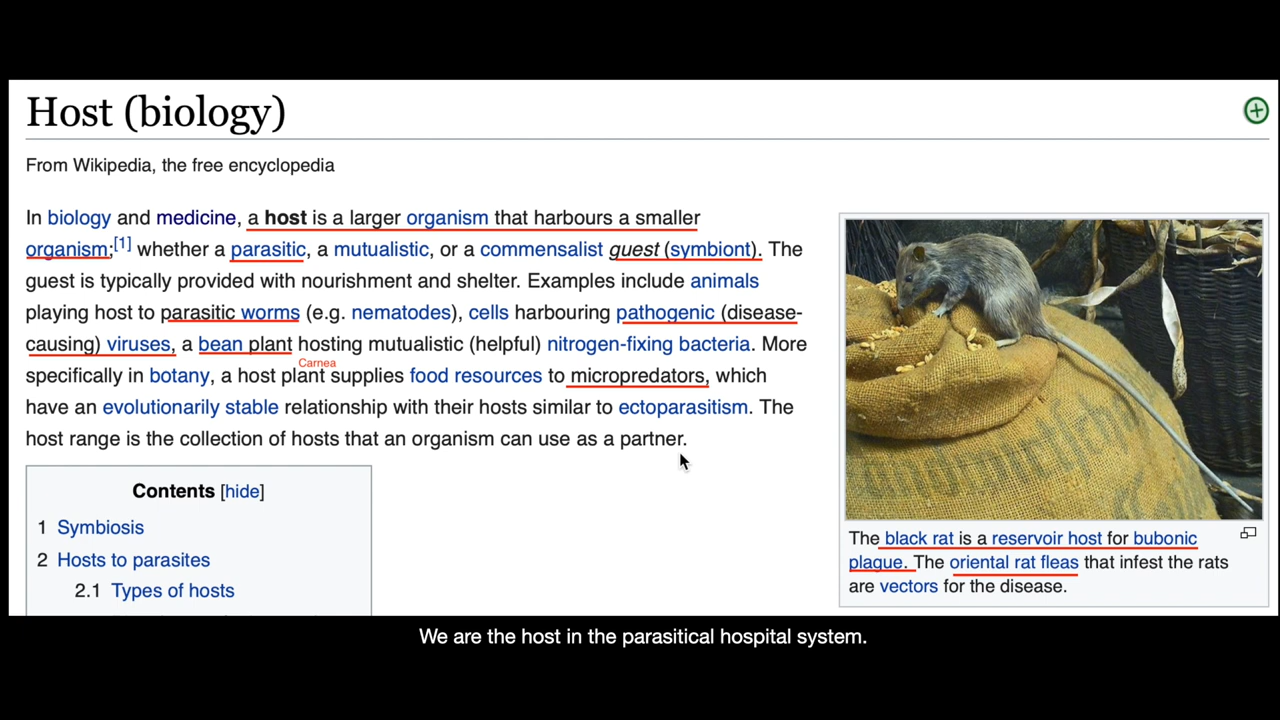 Host (biology)
From Wikipedia, the free encyclopedia
In biology and medicine, a host is a larger organism that harbours a smaller
organism;[1] whether a parasitic, a mutualistic, or a commensalist guest (symbiont). The
guest is typically provided with nourishment and shelter. Examples include animals
playing host to parasitic worms (e.g. nematodes), cells harbouring pathogenic (disease-
causing) viruses, a bean plant hosting mutualistic (helpful) nitrogen-fixing bacteria. More
Carnea
specifically in botany, a host plant supplies food resources to micropredators, which
have an evolutionarily stable relationship with their hosts similar to ectoparasitism. The
host range is the collection of hosts that an organism can use as a partner.
Contents [hide]
1 Symbiosis
2 Hosts to parasites
2.1 Types of hosts
The black rat is a reservoir host for bubonic
plague. The oriental rat fleas that infest the rats
are vectors for the disease.
We are the host in the parasitical hospital system.